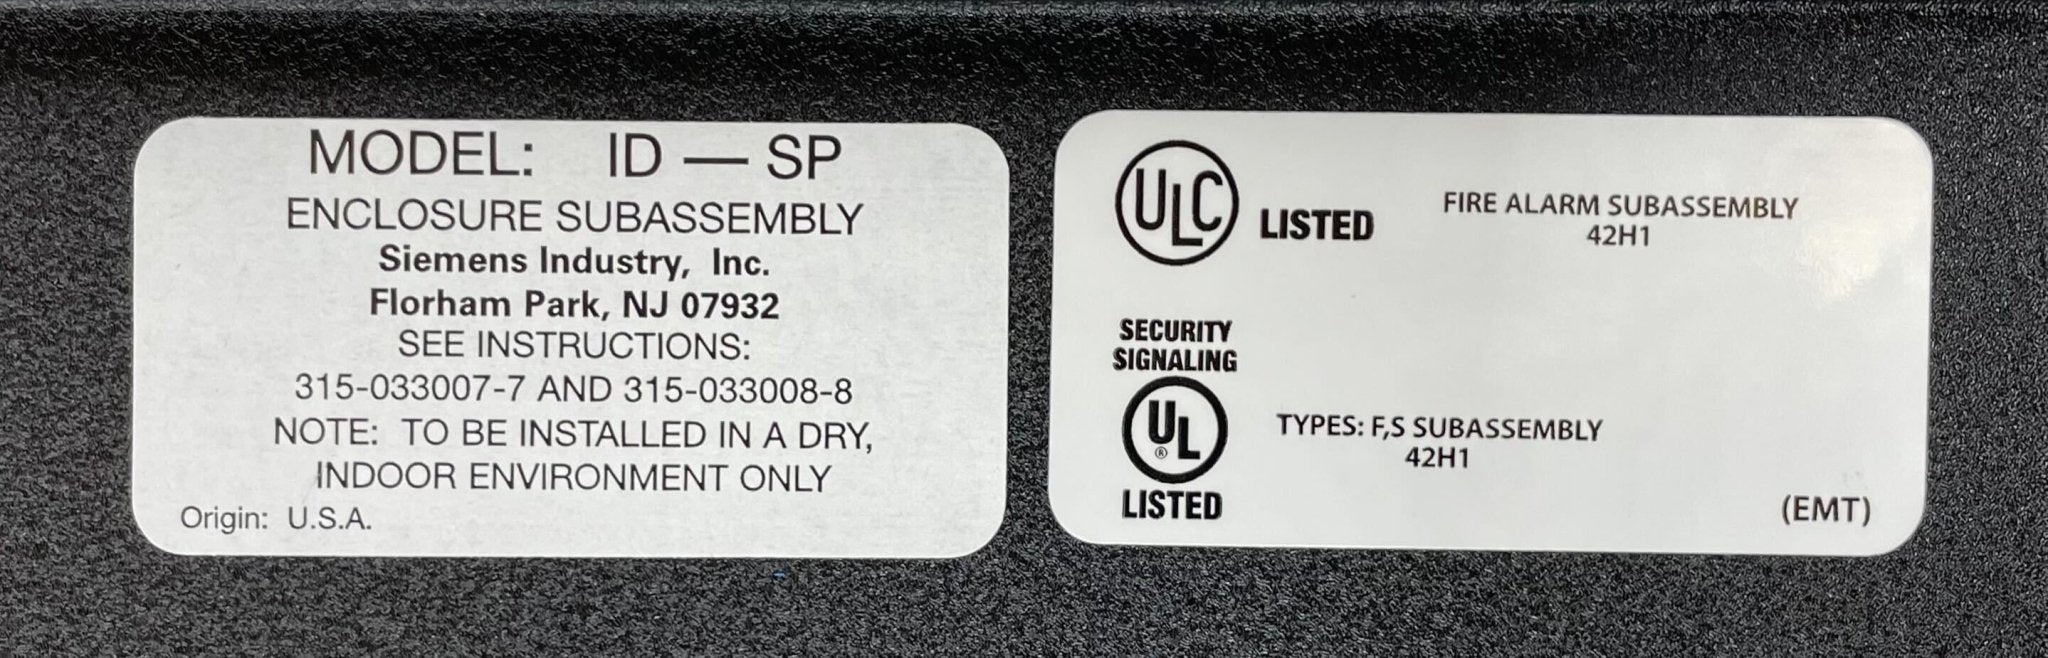 MODEL: ID — SP
ENCLOSURE SUBASSEMBLY
Siemens Industry, Inc.
Florham Park, NJ 07932
SEE INSTRUCTIONS:
315-033007-7 AND 315-033008-8
NOTE: TO BE INSTALLED IN A DRY,
INDOOR ENVIRONMENT ONLY
Origin: U.S.A.
ULC LISTED
FIRE ALARM SUBASSEMBLY
42H1
SECURITY
SIGNALING
UL
®
LISTED
TYPES: F,S SUBASSEMBLY
42H1
(EMT)